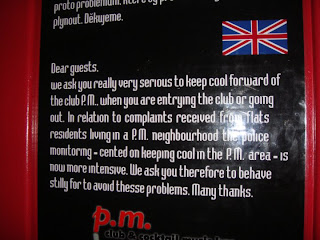 proto
plynout. Děkujeme.
Dear guests,
we ask you really very serious to keep cool forward of
the club P.M., when you are entrying the club or going
out. In relation to complaints received from flats
residents living in a P.M. neighbourhood the police
monitoring - cented on keeping cool in the P.M. area - is
now more intensive. We ask you therefore to behave
stilly for to avoid thesse problems. Many thanks.
p.m.
club & cocktail